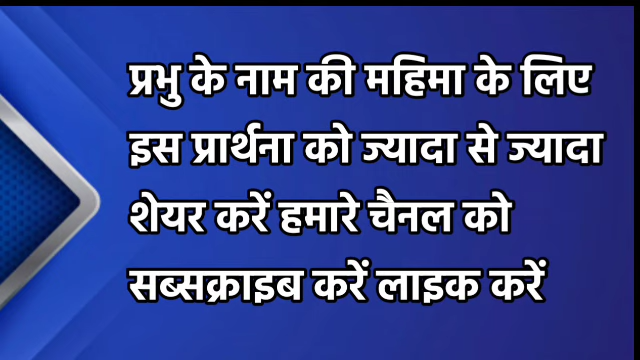 प्रभु के नाम की महिमा के लिए
इस प्रार्थना को ज्यादा से ज्यादा
शेयर करें हमारे चैनल को
सब्सक्राइब करें लाइक करें